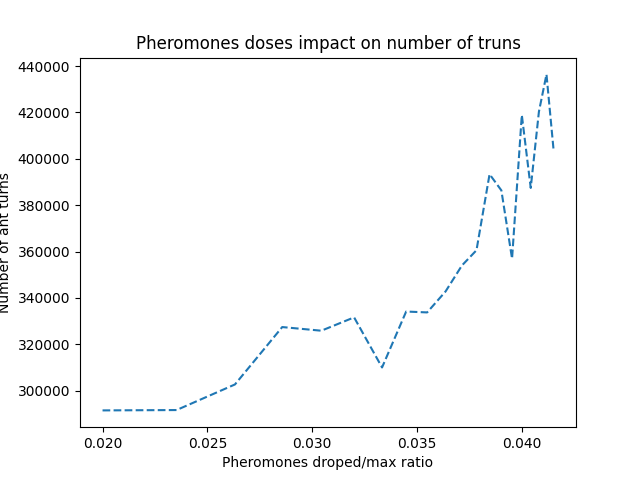 Pheromones doses impact on number of truns
440000
420000
400000
380000
360000
340000
320000
300000
Number of ant turns
0.020 0.025 0.030 0.035 0.040
Pheromones droped/max ratio